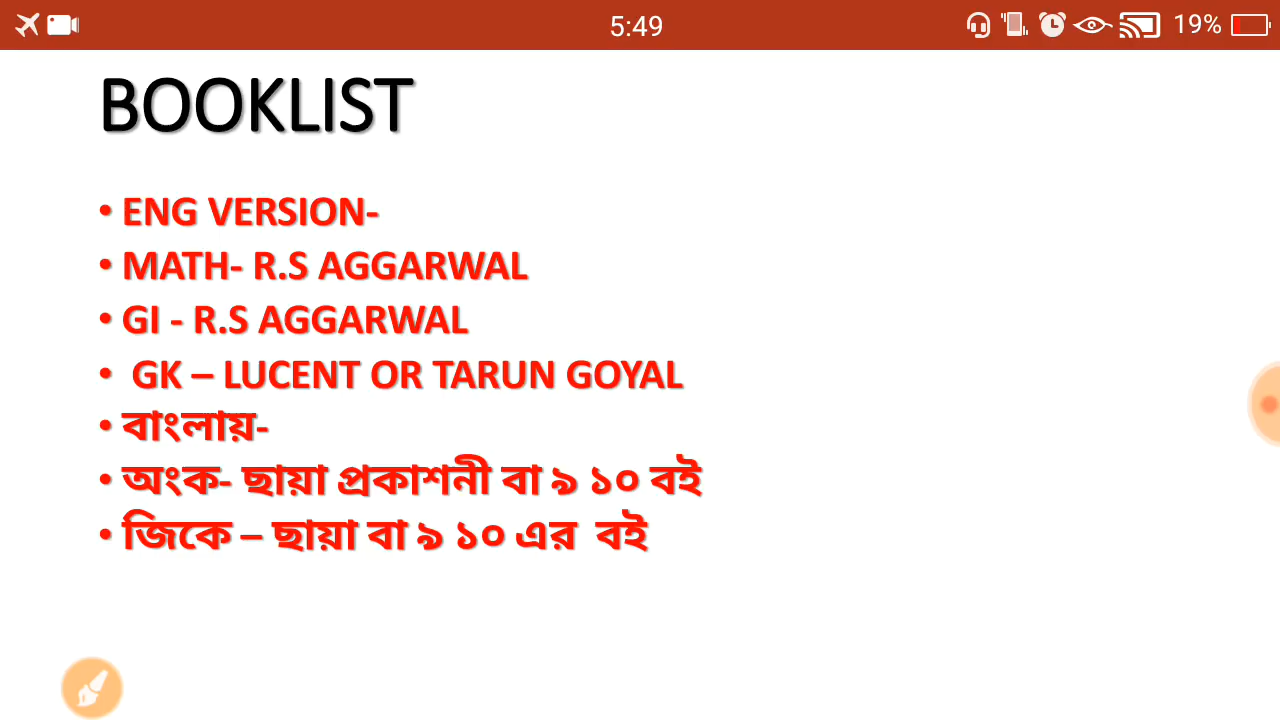 5:49
19%
BOOKLIST
• ENG VERSION-
• MATH- R.S AGGARWAL
• GI - R.S AGGARWAL
• GK – LUCENT OR TARUN GOYAL
• বাংলায়-
• অংক- ছায়া প্রকাশনী বা ৯ ১০ বই
• জিকে – ছায়া বা ৯ ১০ এর বই